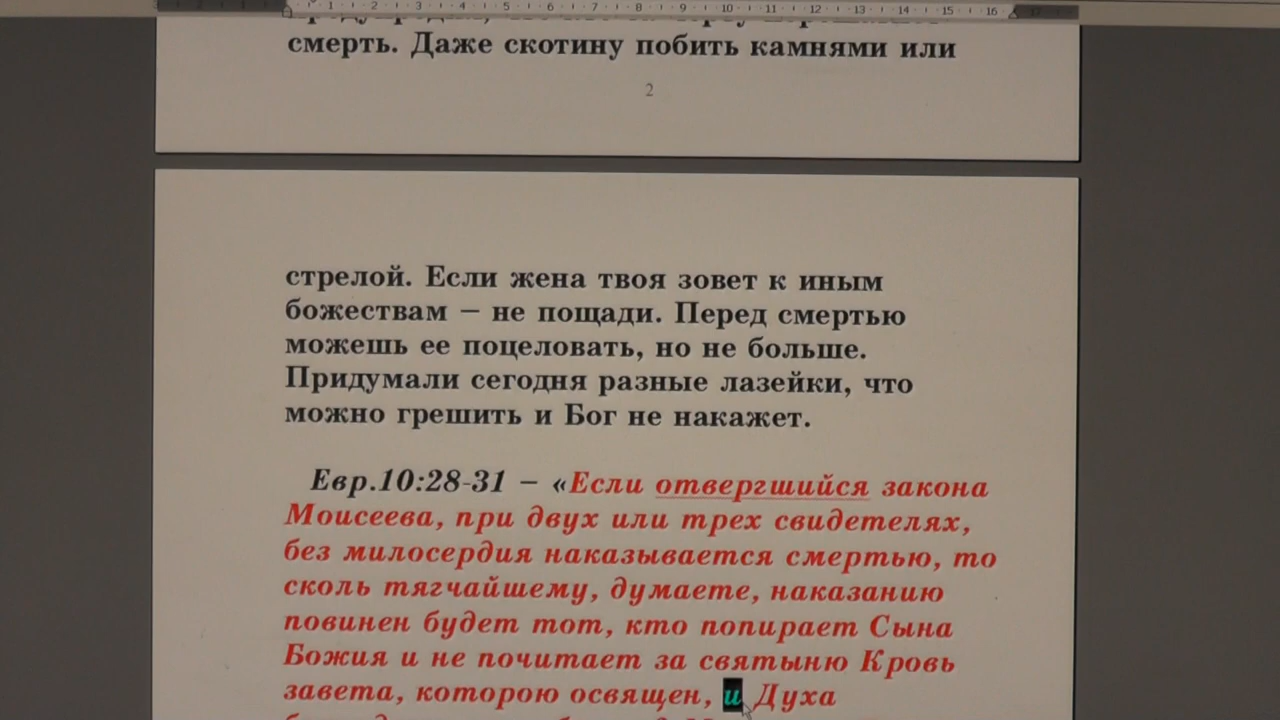 смерть. Даже скотину побить камнями или
2
стрелой. Если жена твоя зовет к иным
божествам – не пощади. Перед смертью
можешь ее поцеловать, но не больше.
Придумали сегодня разные лазейки, что
можно грешить и Бог не накажет.
Евр.10:28-31 – «Если отвергшийся закона
Моисеева, при двух или трех свидетелях,
без милосердия наказывается смертью, то
сколь тягчайшему, думаете, наказанию
повинен будет тот, кто попирает Сына
Божия и не почитает за святыню Кровь
завета, которою освящен, и Духа